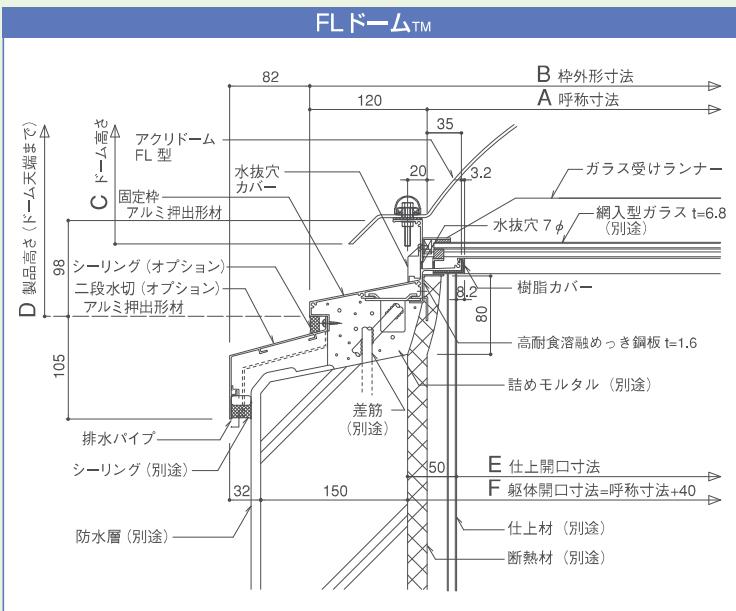 FLドーム™
82
B 枠外形寸法
120
A 呼称寸法
35
アクリドーム
FL型
20
3.2
水抜穴
カバー
ガラス受けランナー
固定枠
アルミ押出形材
水抜穴 7φ
網入型ガラス t=6.8
(別途)
D 製品高さ(ドーム天端まで)
C ドーム高さ
98
シーリング(オプション)
二段水切(オプション)
アルミ押出形材
8.2
樹脂カバー
80
105
高耐食溶融めっき鋼板 t=1.6
差筋
(別途)
詰めモルタル(別途)
排水パイプ
シーリング(別途)
50
E 仕上開口寸法
32
150
F 躯体開口寸法=呼称寸法+40
防水層(別途)
仕上材(別途)
断熱材(別途)